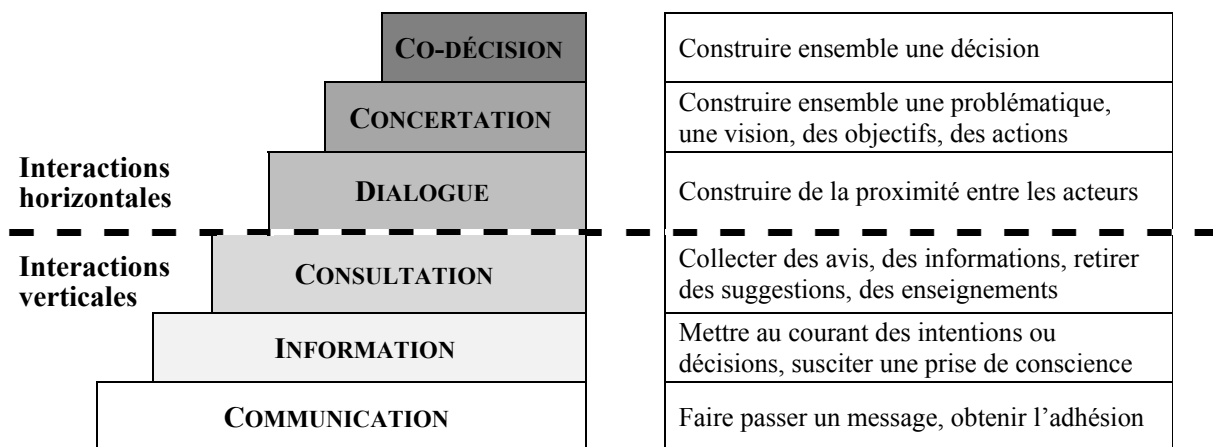 CO-DÉCISION
Construire ensemble une décision
CONCERTATION
Construire ensemble une problématique,
une vision, des objectifs, des actions
Interactions
horizontales
DIALOGUE
Construire de la proximité entre les acteurs
Interactions
verticales
CONSULTATION
Collecter des avis, des informations, retirer
des suggestions, des enseignements
INFORMATION
Mettre au courant des intentions ou
décisions, susciter une prise de conscience
COMMUNICATION
Faire passer un message, obtenir l’adhésion